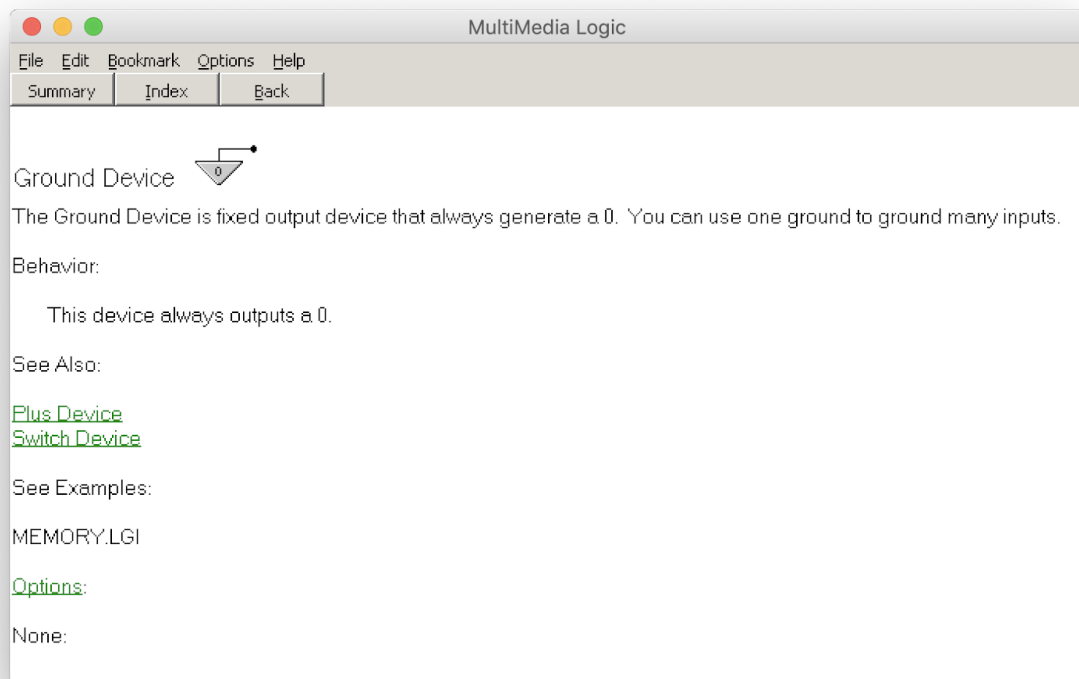 MultiMedia Logic
File Edit Bookmark Options Help
Summary Index Back
Ground Device 0
The Ground Device is fixed output device that always generate a 0. You can use one ground to ground many inputs.
Behavior:
This device always outputs a 0.
See Also:
Plus Device
Switch Device
See Examples:
MEMORY.LGI
Options:
None: